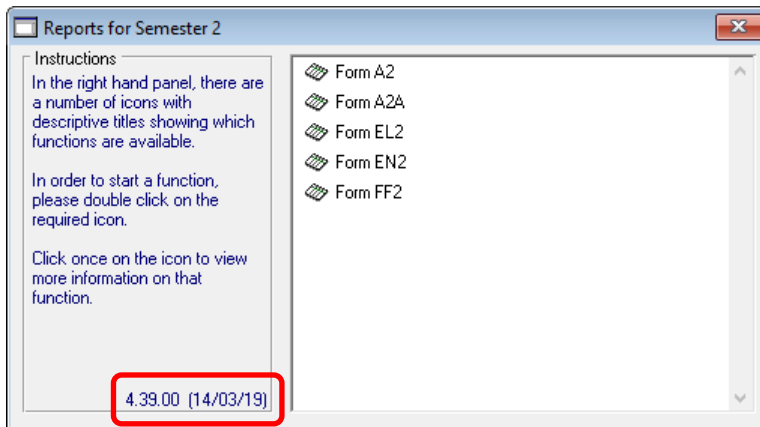 Reports for Semester 2
Instructions
In the right hand panel, there are
a number of icons with
descriptive titles showing which
functions are available.
In order to start a function,
please double click on the
required icon.
Click once on the icon to view
more information on that
function.
4.39.00 (14/03/19)
Form A2
Form A2A
Form EL2
Form EN2
Form FF2